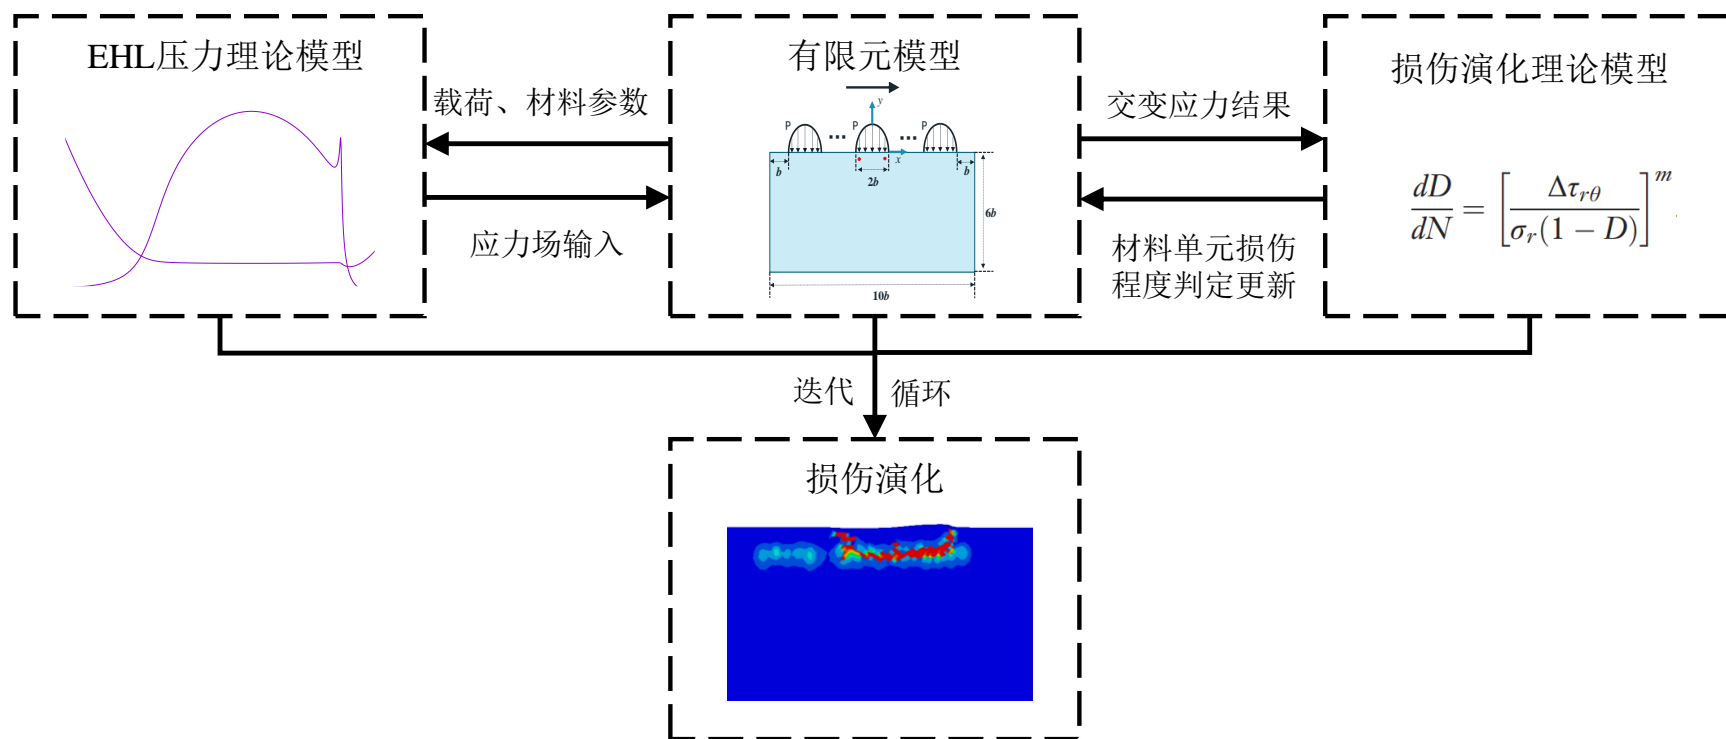 EHL压力理论模型
载荷、材料参数
应力场输入
有限元模型
y
P ... P ... P
x
b
2b
b
6b
10b
交变应力结果
材料单元损伤
程度判定更新
损伤演化理论模型
dD/dN = [Δτrθ / σr(1 − D)]^m
迭代 循环
损伤演化